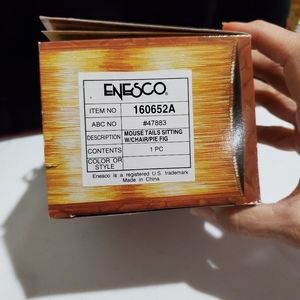 ENESCO®
ITEM NO 160652A
ABC NO #47883
DESCRIPTION MOUSE TAILS SITTING
W/CHAIR/PIE FIG
CONTENTS 1 PC
COLOR OR
STYLE
Enesco is a registered U.S. trademark
Made in China